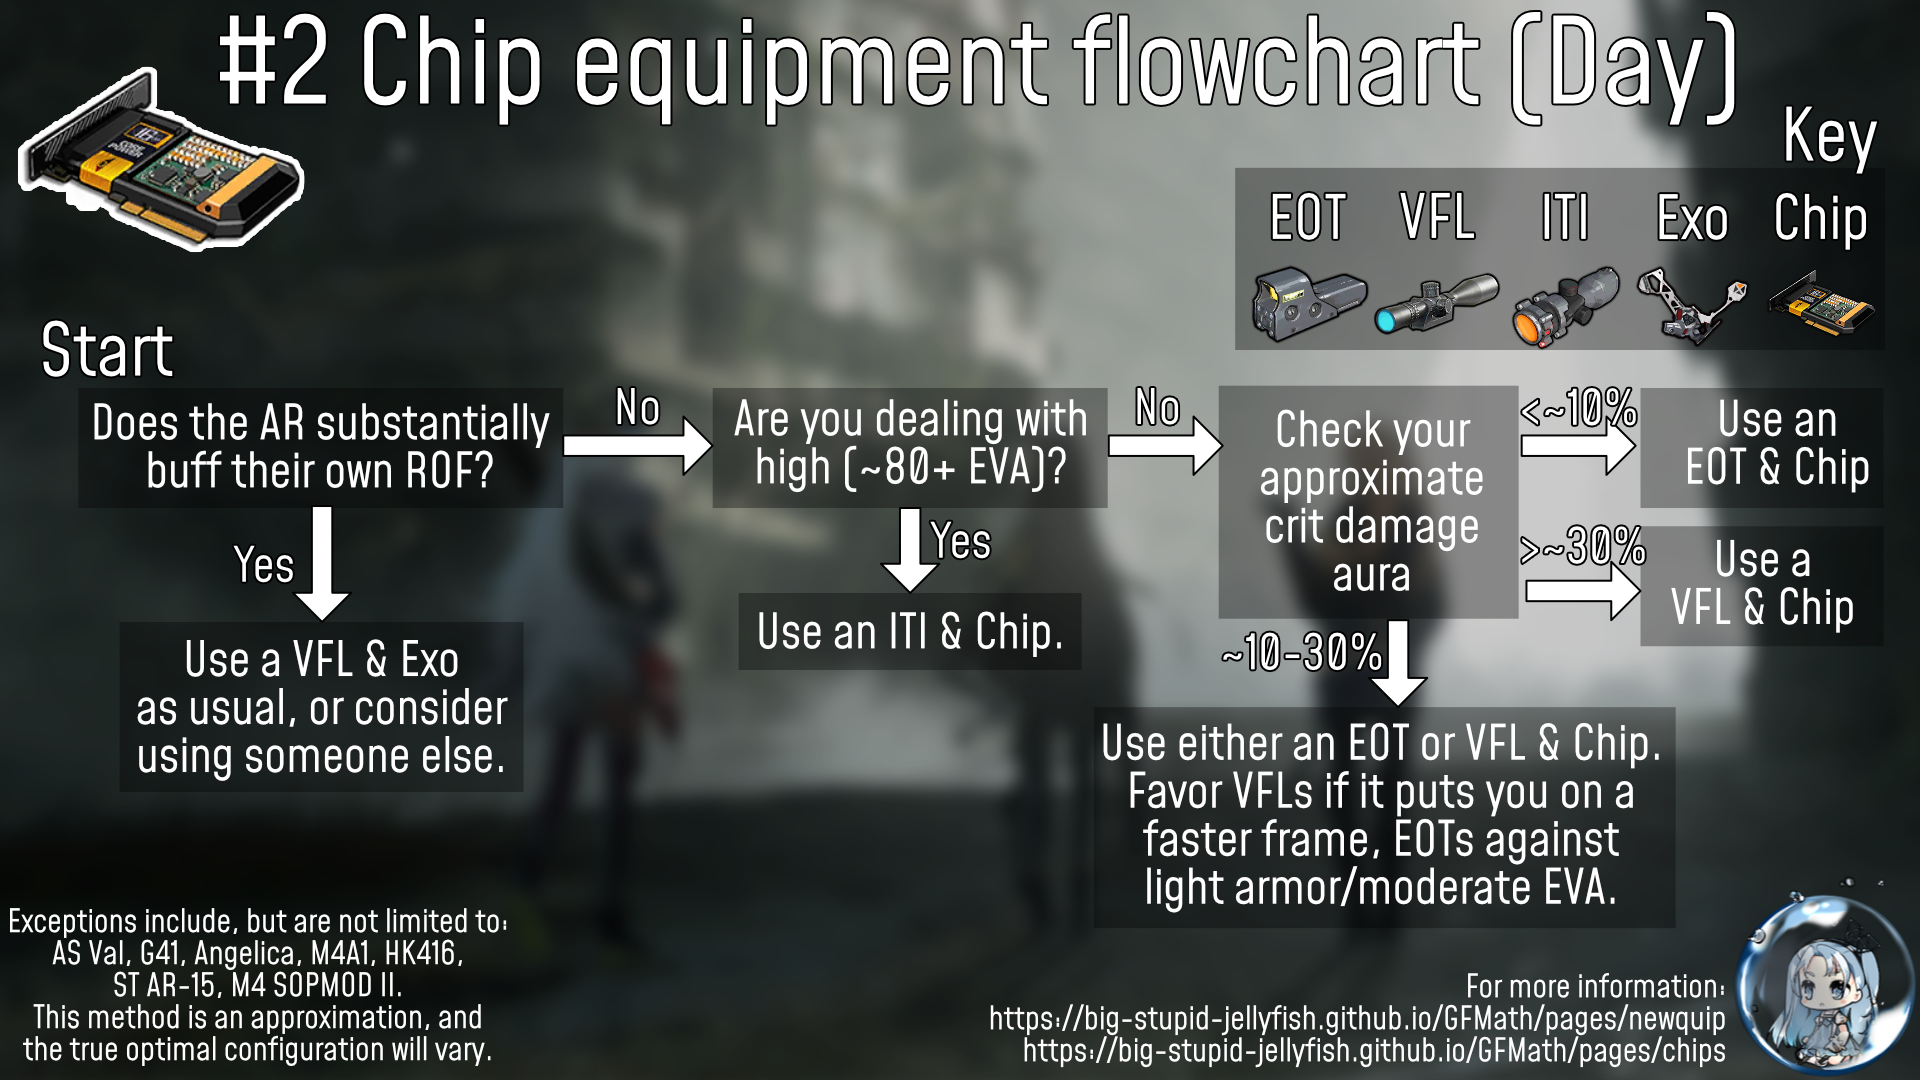 #2 Chip equipment flowchart (Day)
Key
EOT VFL ITI Exo Chip
Start
Does the AR substantially
buff their own ROF?
No
Are you dealing with
high (~80+ EVA)?
No
Check your
approximate
crit damage
aura
<~10%
Use an
EOT & Chip
>~30%
Use a
VFL & Chip
Yes
Use a VFL & Exo
as usual, or consider
using someone else.
Yes
Use an ITI & Chip.
~10-30%
Use either an EOT or VFL & Chip.
Favor VFLs if it puts you on a
faster frame, EOTs against
light armor/moderate EVA.
Exceptions include, but are not limited to:
AS Val, G41, Angelica, M4A1, HK416,
ST AR-15, M4 SOPMOD II.
This method is an approximation, and
the true optimal configuration will vary.
For more information:
https://big-stupid-jellyfish.github.io/GFMath/pages/newquip
https://big-stupid-jellyfish.github.io/GFMath/pages/chips